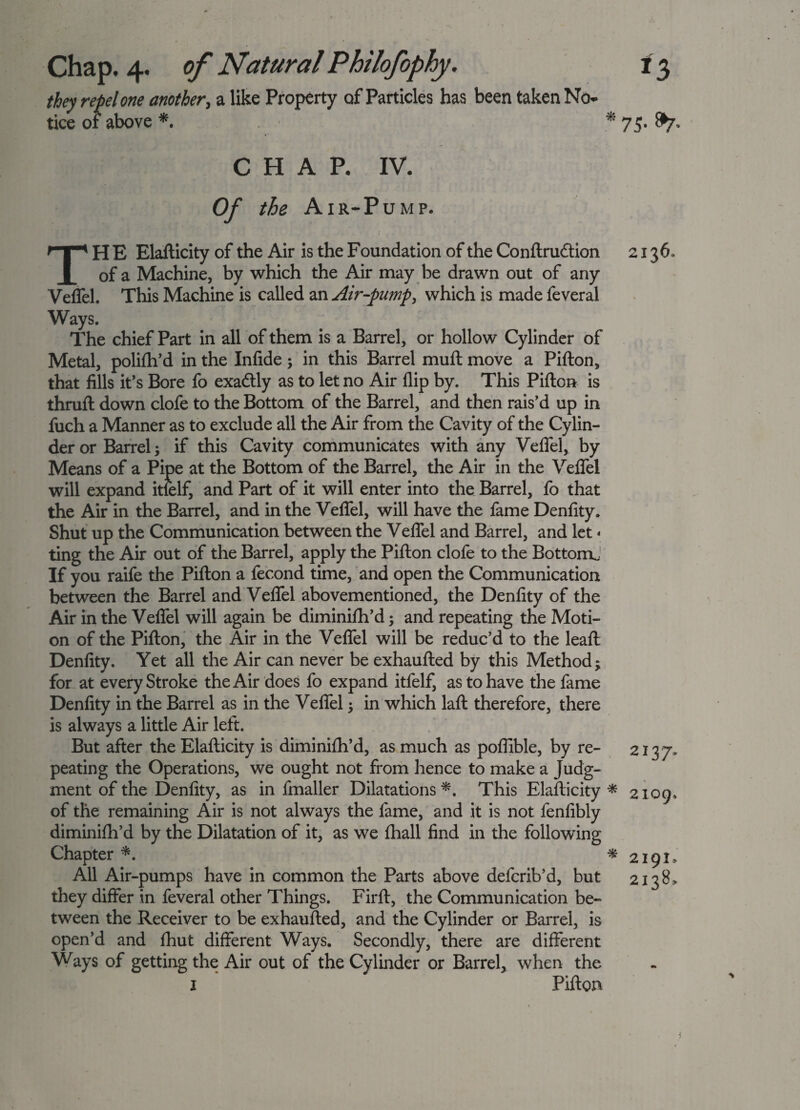 Chap. 4. of Natural Philoſophy. 13
they repel one another, a like Property of Particles has been taken No-
tice of above *. * 75. 87.
CHAP. IV.
Of the AIR-PUMP.
THE Elaſticity of the Air is the Foundation of the Conſtruction 2136.
of a Machine, by which the Air may be drawn out of any
Veſſel. This Machine is called an Air-pump, which is made ſeveral
Ways.
The chief Part in all of them is a Barrel, or hollow Cylinder of
Metal, poliſh'd in the Inſide; in this Barrel muſt move a Piſton,
that fills it's Bore ſo exactly as to let no Air ſlip by. This Piſton is
thruſt down cloſe to the Bottom of the Barrel, and then rais'd up in
ſuch a Manner as to exclude all the Air from the Cavity of the Cylin-
der or Barrel; if this Cavity communicates with any Veſſel, by
Means of a Pipe at the Bottom of the Barrel, the Air in the Veſſel
will expand itſelf, and Part of it will enter into the Barrel, ſo that
the Air in the Barrel, and in the Veſſel, will have the ſame Denſity.
Shut up the Communication between the Veſſel and Barrel, and let
ting the Air out of the Barrel, apply the Piſton cloſe to the Bottom.
If you raiſe the Piſton a ſecond time, and open the Communication
between the Barrel and Veſſel abovementioned, the Denſity of the
Air in the Veſſel will again be diminiſh'd; and repeating the Moti-
on of the Piſton, the Air in the Veſſel will be reduc'd to the leaſt
Denſity. Yet all the Air can never be exhauſted by this Method;
for at every Stroke the Air does ſo expand itſelf, as to have the ſame
Denſity in the Barrel as in the Veſſel; in which laſt therefore, there
is always a little Air left.
But after the Elaſticity is diminiſh'd, as much as poſſible, by re- 2137.
peating the Operations, we ought not from hence to make a Judg-
ment of the Denſity, as in ſmaller Dilatations *. This Elaſticity * 2109.
of the remaining Air is not always the ſame, and it is not ſenſibly
diminiſh'd by the Dilatation of it, as we ſhall find in the following
Chapter *. * 2191.
All Air-pumps have in common the Parts above deſcrib'd, but 2138.
they differ in ſeveral other Things. Firſt, the Communication be-
tween the Receiver to be exhauſted, and the Cylinder or Barrel, is
open'd and ſhut different Ways. Secondly, there are different
Ways of getting the Air out of the Cylinder or Barrel, when the
I Piſton